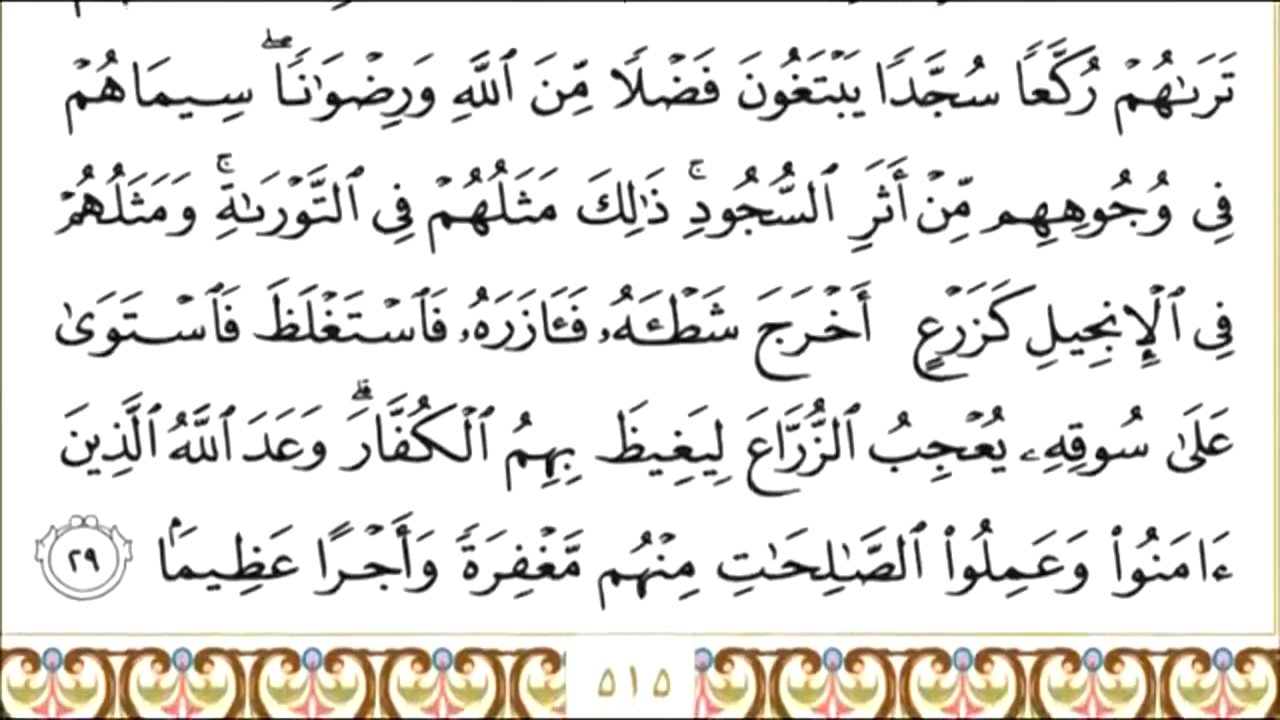 تَرَىٰهُمْ رُكَّعًا سُجَّدًا يَبْتَغُونَ فَضْلًا مِّنَ ٱللَّهِ وَرِضْوَٰنًا ۖ سِيمَاهُمْ
فِى وُجُوهِهِم مِّنْ أَثَرِ ٱلسُّجُودِ ۚ ذَٰلِكَ مَثَلُهُمْ فِى ٱلتَّوْرَىٰةِ ۚ وَمَثَلُهُمْ
فِى ٱلْإِنجِيلِ كَزَرْعٍ أَخْرَجَ شَطْـَٔهُۥ فَـَٔازَرَهُۥ فَٱسْتَغْلَظَ فَٱسْتَوَىٰ
عَلَىٰ سُوقِهِۦ يُعْجِبُ ٱلزُّرَّاعَ لِيَغِيظَ بِهِمُ ٱلْكُفَّارَ ۗ وَعَدَ ٱللَّهُ ٱلَّذِينَ
ءَامَنُوا۟ وَعَمِلُوا۟ ٱلصَّٰلِحَٰتِ مِنْهُم مَّغْفِرَةً وَأَجْرًا عَظِيمًۢا ٢٩
٥١٥